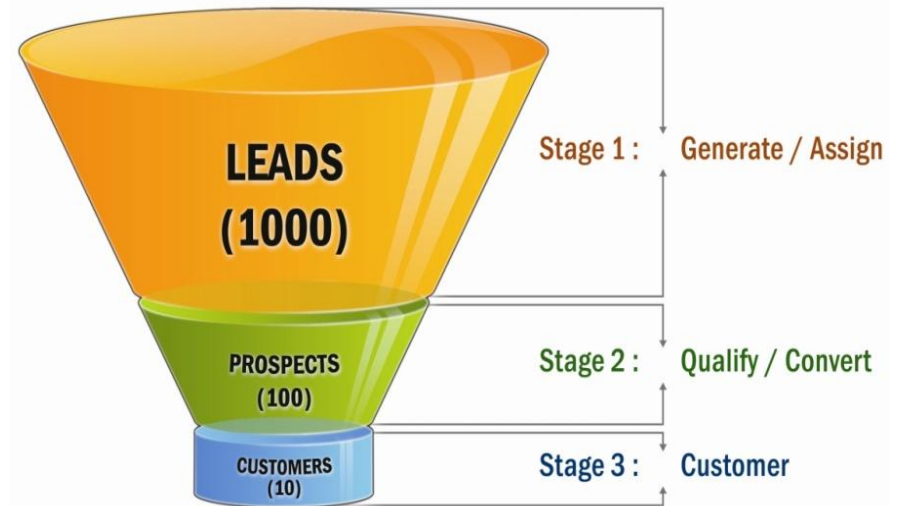 LEADS
(1000)
Stage 1 : Generate / Assign
PROSPECTS
(100)
Stage 2 : Qualify / Convert
CUSTOMERS
(10)
Stage 3 : Customer